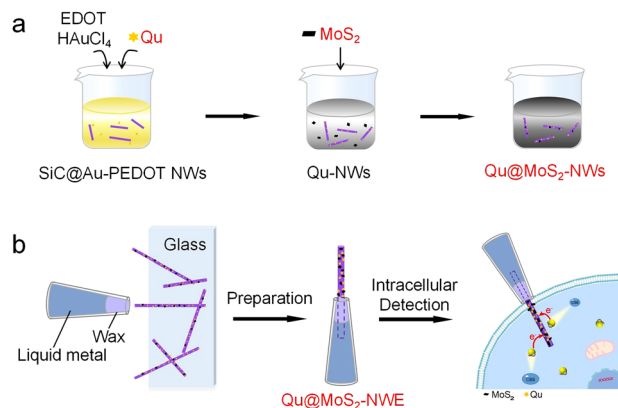 a
EDOT
HAuCl₄
Qu
MoS₂
SiC@Au-PEDOT NWs
Qu-NWs
Qu@MoS₂-NWs
b
Glass
Wax
Liquid metal
Preparation
Qu@MoS₂-NWE
Intracellular
Detection
e⁻
e⁻
MoS₂
Qu